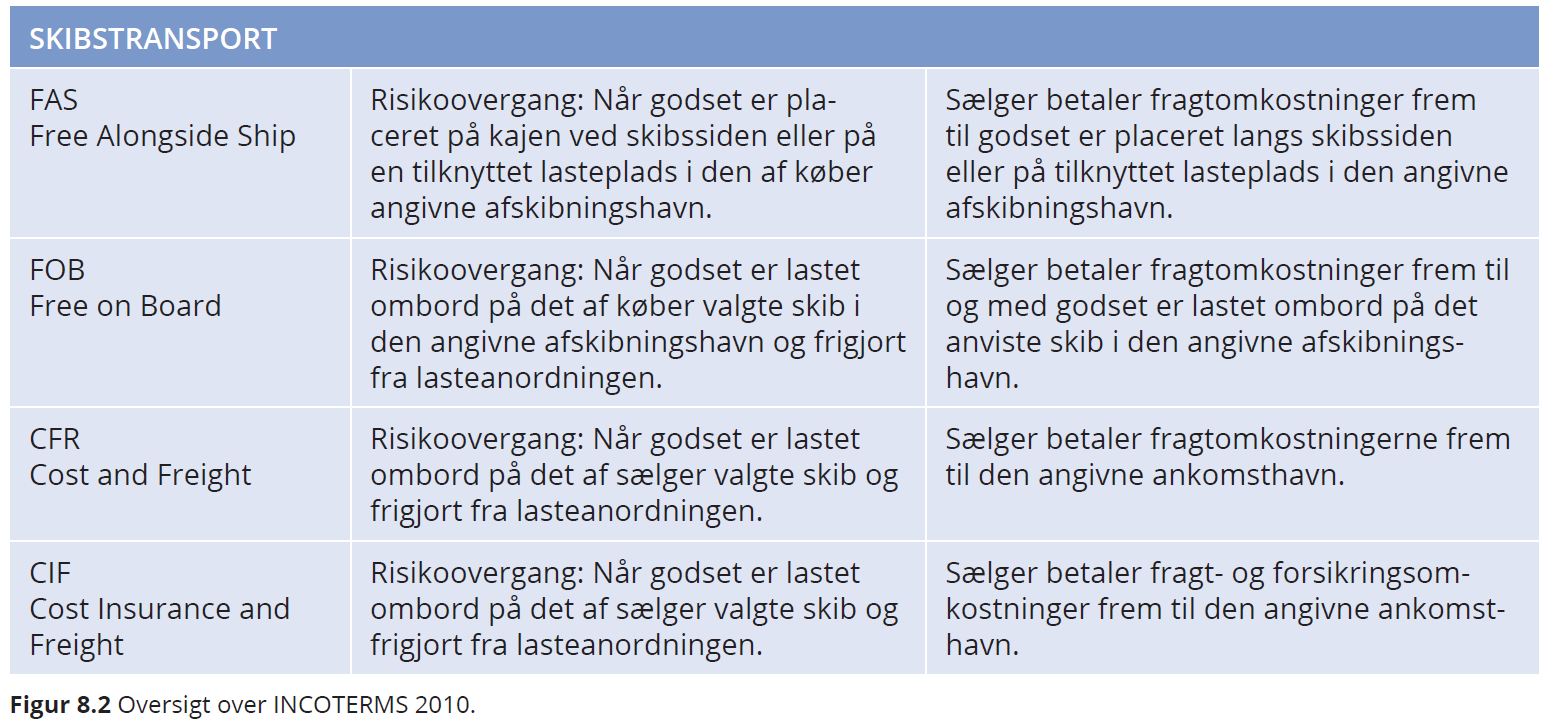 SKIBSTRANSPORT
FAS
Free Alongside Ship
Risikoovergang: Når godset er pla-
ceret på kajen ved skibssiden eller på
en tilknyttet lasteplads i den af køber
angivne afskibningshavn.
Sælger betaler fragtomkostninger frem
til godset er placeret langs skibssiden
eller på tilknyttet lasteplads i den angivne
afskibningshavn.
FOB
Free on Board
Risikoovergang: Når godset er lastet
ombord på det af køber valgte skib i
den angivne afskibningshavn og frigjort
fra lasteanordningen.
Sælger betaler fragtomkostninger frem til
og med godset er lastet ombord på det
anviste skib i den angivne afskibnings-
havn.
CFR
Cost and Freight
Risikoovergang: Når godset er lastet
ombord på det af sælger valgte skib og
frigjort fra lasteanordningen.
Sælger betaler fragtomkostningerne frem
til den angivne ankomsthavn.
CIF
Cost Insurance and
Freight
Risikoovergang: Når godset er lastet
ombord på det af sælger valgte skib og
frigjort fra lasteanordningen.
Sælger betaler fragt- og forsikringsom-
kostninger frem til den angivne ankomst-
havn.
Figur 8.2 Oversigt over INCOTERMS 2010.